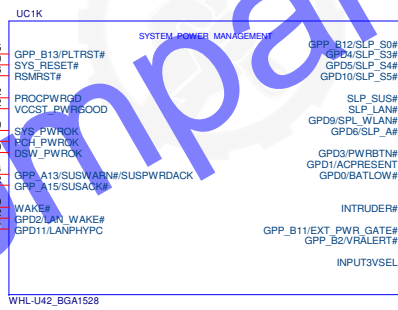 UC1K
SYSTEM POWER MANAGEMENT
GPP_B12/SLP_S0#
GPP_B13/PLTRST#
GPD4/SLP_S3#
SYS_RESET#
GPD5/SLP_S4#
RSMRST#
GPD10/SLP_S5#
PROCPWRGD
SLP_SUS#
VCCST_PWRGOOD
SLP_LAN#
GPD9/SPL_WLAN#
SYS_PWROK
GPD6/SLP_A#
PCH_PWROK
DSW_PWROK
GPD3/PWRBTN#
GPD1/ACPRESENT
GPP_A13/SUSWARN#/SUSPWRDACK
GPD0/BATLOW#
GPP_A15/SUSACK#
WAKE#
INTRUDER#
GPD2/LAN_WAKE#
GPD11/LANPHYPC
GPP_B11/EXT_PWR_GATE#
GPP_B2/VRALERT#
INPUT3VSEL
WHL-U42_BGA1528